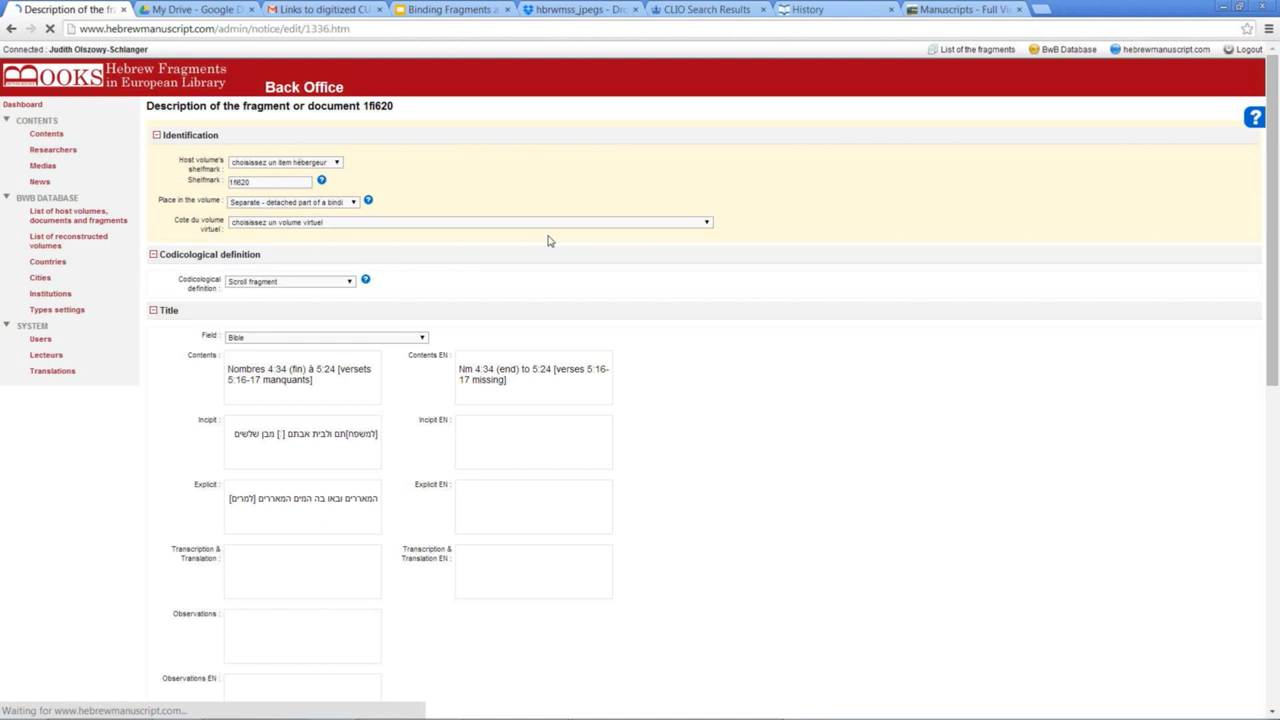 Description of the fra
My Drive - Google D
Links to digitized CU
Binding Fragments a
hbrwmss_jpegs - Dro
CLIO Search Results
History
Manuscripts - Full Vi
www.hebrewmanuscript.com/admin/notice/edit/1336.htm
Connected : Judith Olszowy-Schlanger
List of the fragments
BwB Database
hebrewmanuscript.com
Logout
BOOKS
Hebrew Fragments
in European Library
Back Office
Dashboard
CONTENTS
Contents
Researchers
Medias
News
BWB DATABASE
List of host volumes,
documents and fragments
List of reconstructed
volumes
Countries
Cities
Institutions
Types settings
SYSTEM
Users
Lecteurs
Translations
Description of the fragment or document 1fi620
?
Identification
Host volume's
shelfmark :
choisissez un item hébergeur
Shelfmark :
1fi620
Place in the volume :
Separate - detached part of a bindi
Cote du volume
virtuel :
choisissez un volume virtuel
Codicological definition
Codicological
definition :
Scroll fragment
Title
Field :
Bible
Contents :
Nombres 4:34 (fin) à 5:24 [versets
5:16-17 manquants]
Contents EN :
Nm 4:34 (end) to 5:24 [verses 5:16-
17 missing]
Incipit :
[למשפח]תם ולבית אבתם [:] מבן שלשים
Incipit EN :
Explicit :
המאררים ובאו בה המים המאררים [למרים]
Explicit EN :
Transcription &
Translation :
Transcription &
Translation EN :
Observations :
Observations EN :
Waiting for www.hebrewmanuscript.com...